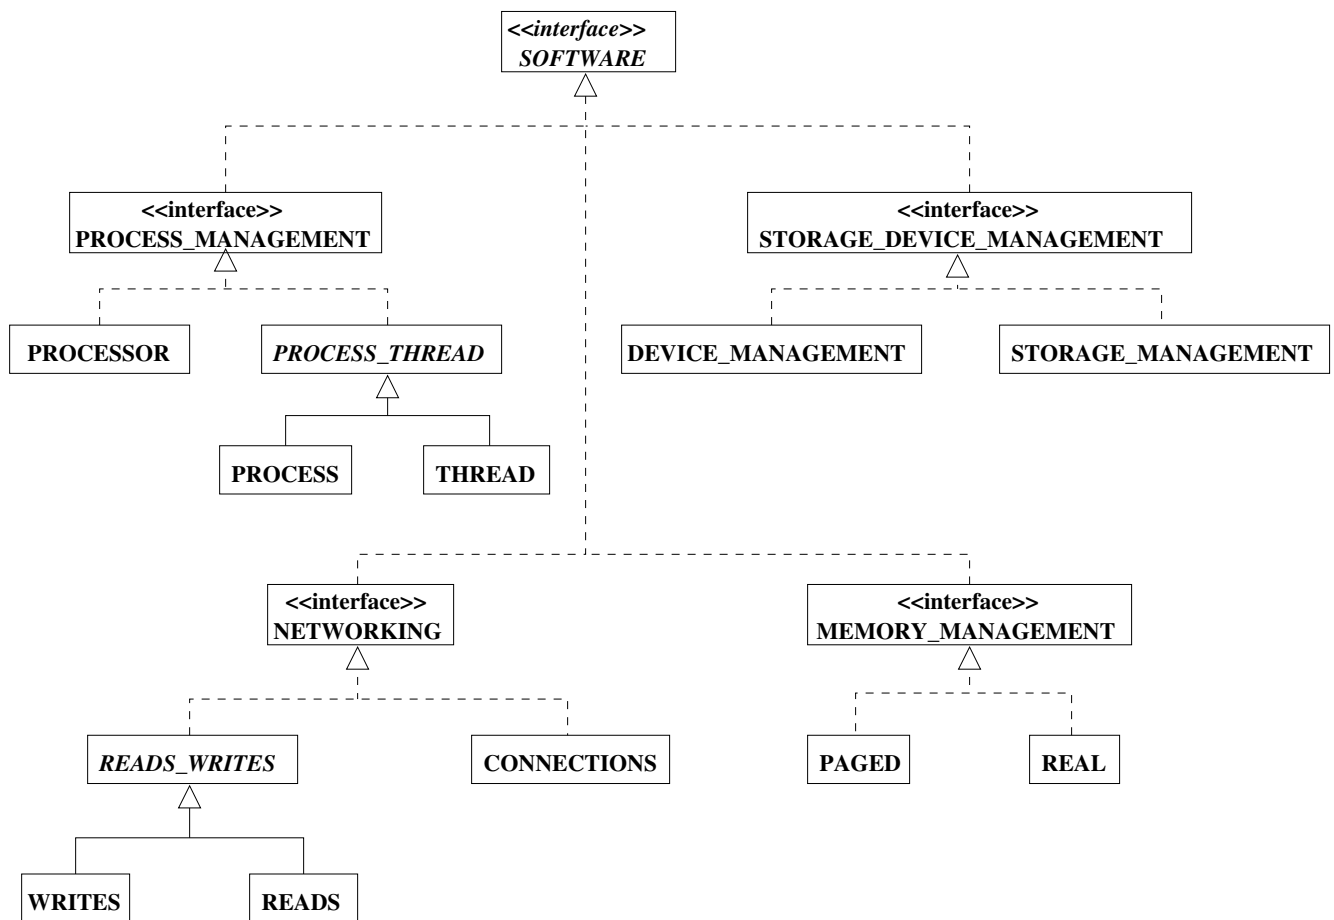 <<interface>>
SOFTWARE
<<interface>>
PROCESS_MANAGEMENT
<<interface>>
STORAGE_DEVICE_MANAGEMENT
PROCESSOR
PROCESS_THREAD
DEVICE_MANAGEMENT
STORAGE_MANAGEMENT
PROCESS
THREAD
<<interface>>
NETWORKING
<<interface>>
MEMORY_MANAGEMENT
READS_WRITES
CONNECTIONS
PAGED
REAL
WRITES
READS